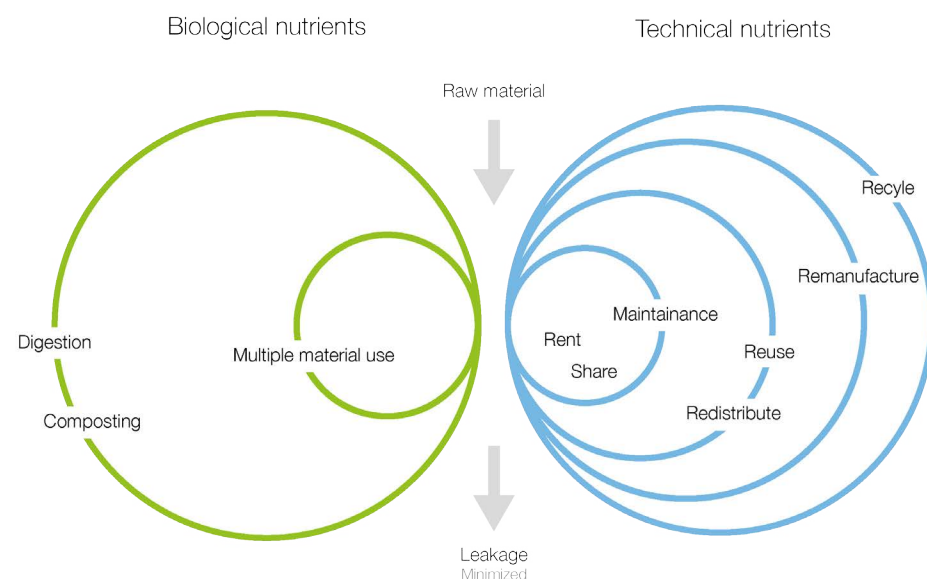 Biological nutrients
Technical nutrients
Raw material
Recyle
Remanufacture
Maintainance
Rent
Share
Reuse
Redistribute
Digestion
Multiple material use
Composting
Leakage
Minimized